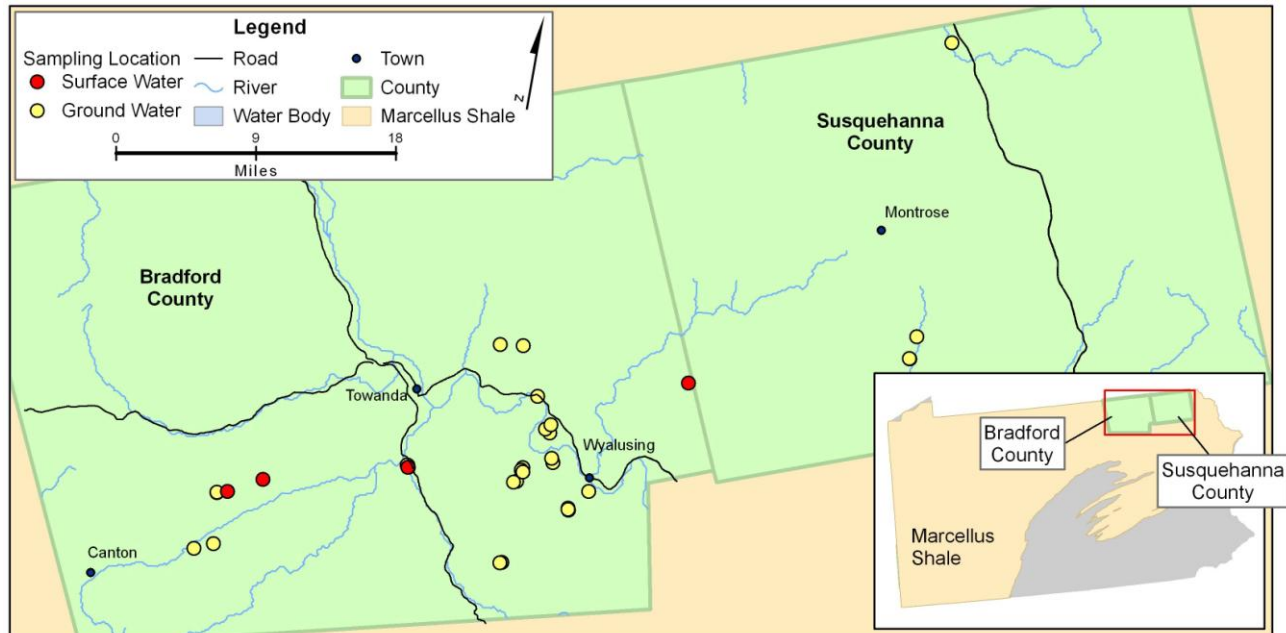 Legend
Sampling Location
Surface Water
Ground Water
Road
River
Water Body
Town
County
Marcellus Shale
N
0 9 18
Miles
Susquehanna
County
Montrose
Bradford
County
Towanda
Wyalusing
Canton
Bradford
County
Susquehanna
County
Marcellus
Shale